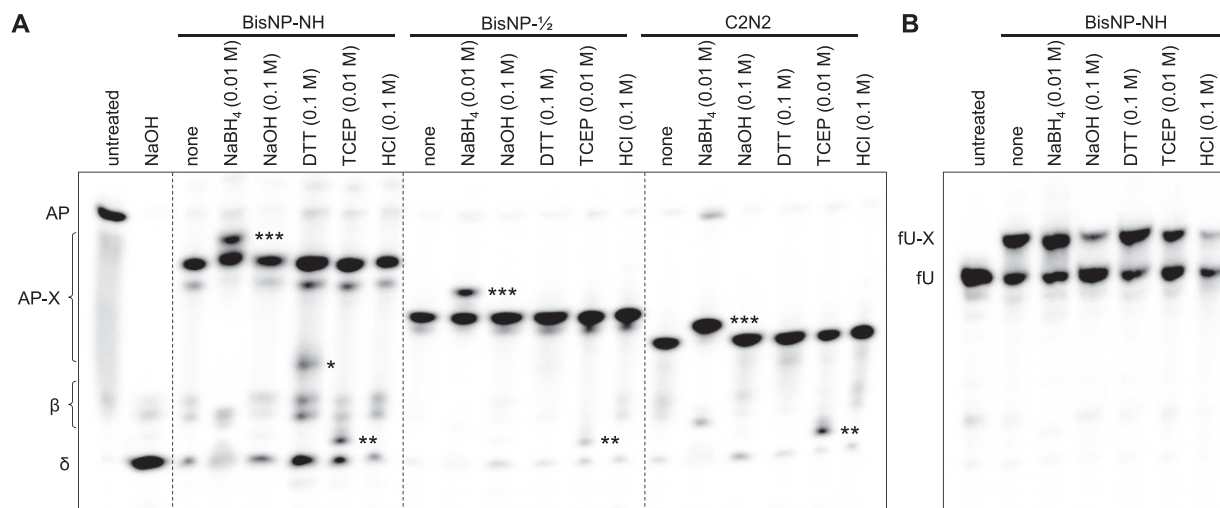 A
BisNP-NH
BisNP-½
C2N2
untreated
NaOH
none
NaBH₄ (0.01 M)
NaOH (0.1 M)
DTT (0.1 M)
TCEP (0.01 M)
HCl (0.1 M)
none
NaBH₄ (0.01 M)
NaOH (0.1 M)
DTT (0.1 M)
TCEP (0.01 M)
HCl (0.1 M)
none
NaBH₄ (0.01 M)
NaOH (0.1 M)
DTT (0.1 M)
TCEP (0.01 M)
HCl (0.1 M)
AP
AP-X
β
δ
***
*
**
***
**
***
**
B
BisNP-NH
untreated
none
NaBH₄ (0.01 M)
NaOH (0.1 M)
DTT (0.1 M)
TCEP (0.01 M)
HCl (0.1 M)
fU-X
fU